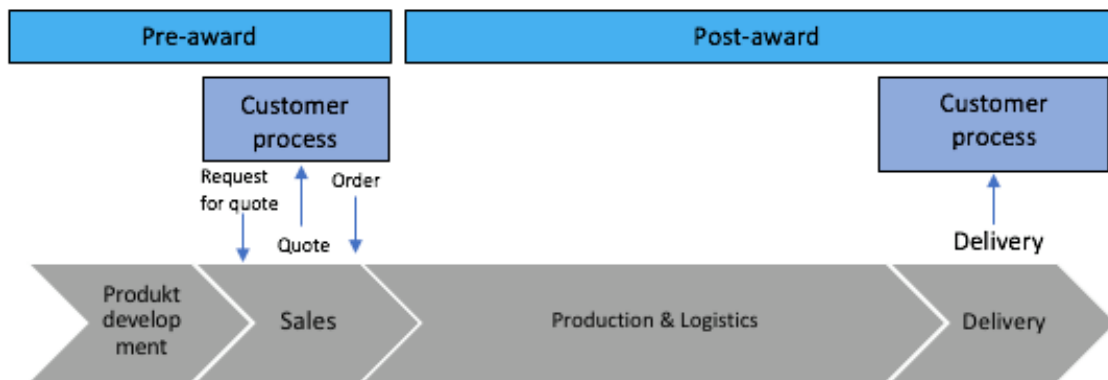 Pre-award
Post-award
Customer
process
Customer
process
Request
for quote
Order
Quote
Delivery
Produkt
develop
ment
Sales
Production & Logistics
Delivery